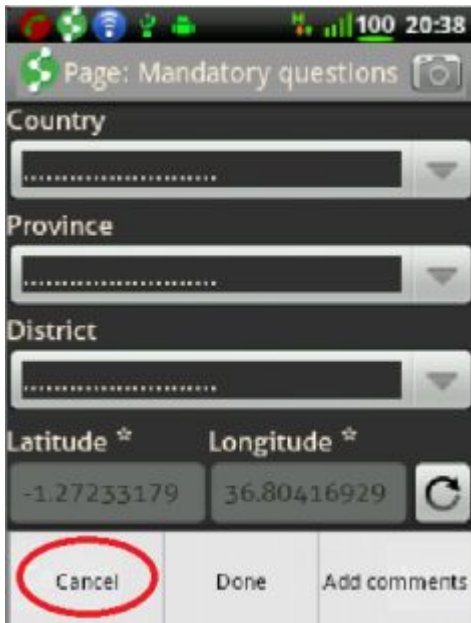 H 100 20:38
Page: Mandatory questions
Country
...........................
Province
...........................
District
...........................
Latitude * Longitude *
-1.27233179 36.80416929
Cancel Done Add comments